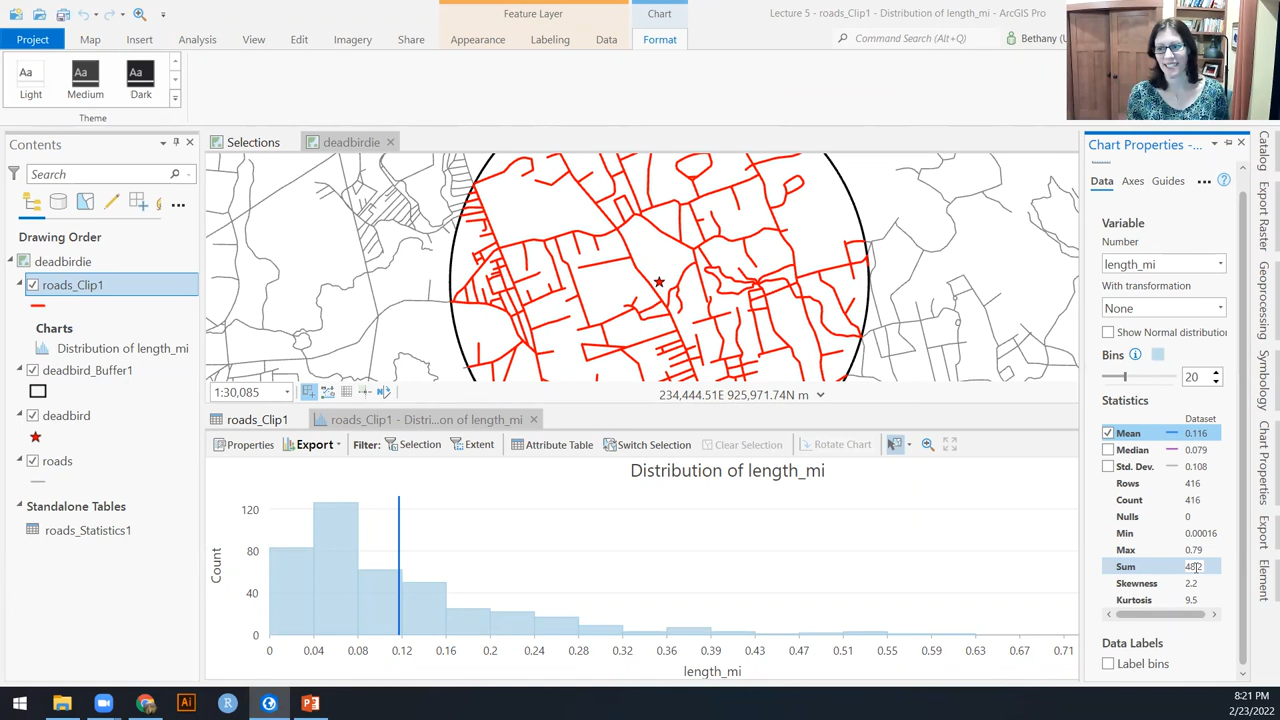 Feature Layer
Chart
Lecture 5 - roads_Clip1 - Distribution of length_mi - ArcGIS Pro
Project
Map
Insert
Analysis
View
Edit
Imagery
Share
Appearance
Labeling
Data
Format
Command Search (Alt+Q)
Bethany (U
Aa
Aa
Aa
Light
Medium
Dark
Theme
Contents
Search
Drawing Order
deadbirdie
roads_Clip1
Charts
Distribution of length_mi
deadbird_Buffer1
deadbird
roads
Standalone Tables
roads_Statistics1
Selections
deadbirdie
1:30,085
234,444.51E 925,971.74N m
roads_Clip1
roads_Clip1 - Distri...on of length_mi
Properties
Export
Filter:
Selection
Extent
Attribute Table
Switch Selection
Clear Selection
Rotate Chart
Distribution of length_mi
Count
120
80
40
0
0 0.04 0.08 0.12 0.16 0.20 0.24 0.28 0.32 0.36 0.39 0.43 0.47 0.51 0.55 0.59 0.63 0.67 0.71
length_mi
Chart Properties -...
Data
Axes
Guides
Variable
Number
length_mi
With transformation
None
Show Normal distribution
Bins
20
Statistics
Dataset
Mean 0.116
Median 0.079
Std. Dev. 0.108
Rows 416
Count 416
Nulls 0
Min 0.00016
Max 0.79
Sum 48.2
Skewness 2.2
Kurtosis 9.5
Data Labels
Label bins
Catalog
Export Raster
Geoprocessing
Symbology
Chart Properties
Export
Element
Ai
R
P
8:21 PM
2/23/2022